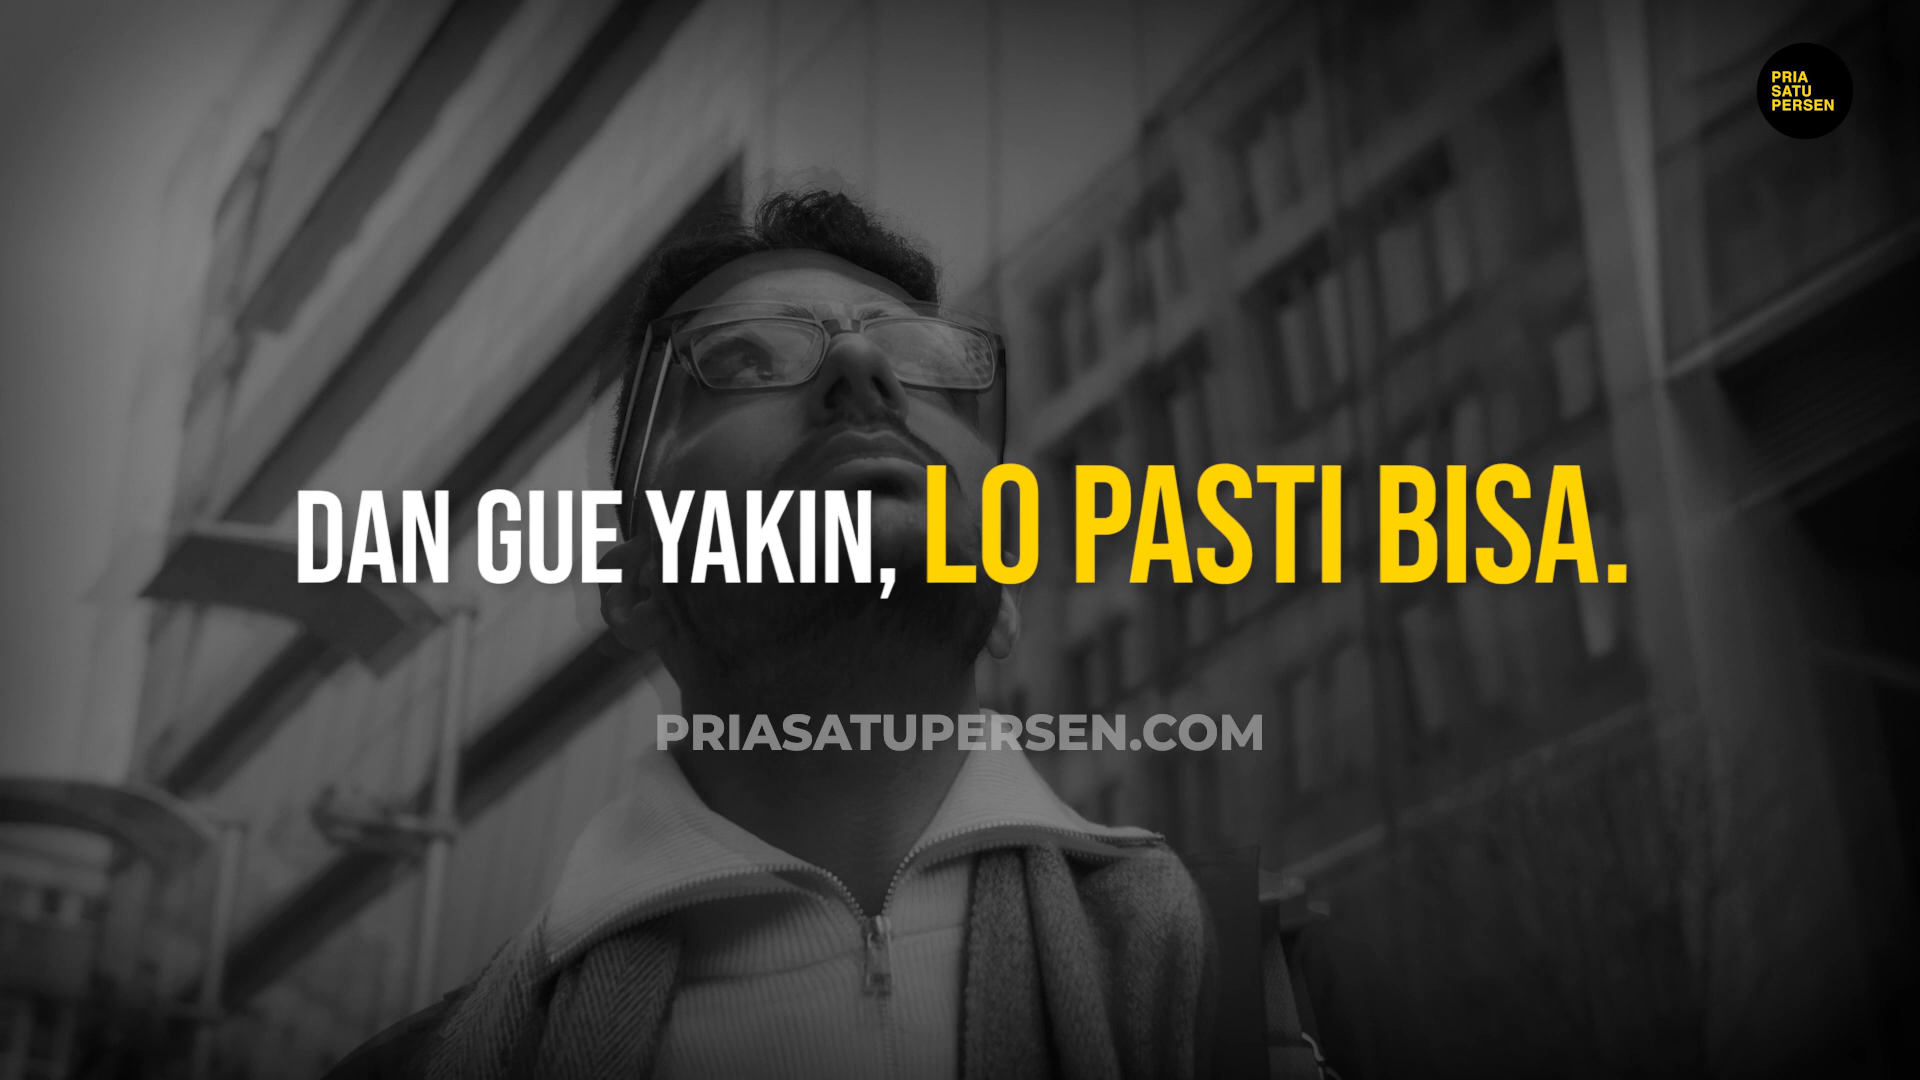 PRIA
SATU
PERSEN
DAN GUE YAKIN, LO PASTI BISA.
PRIASATUPERSEN.COM